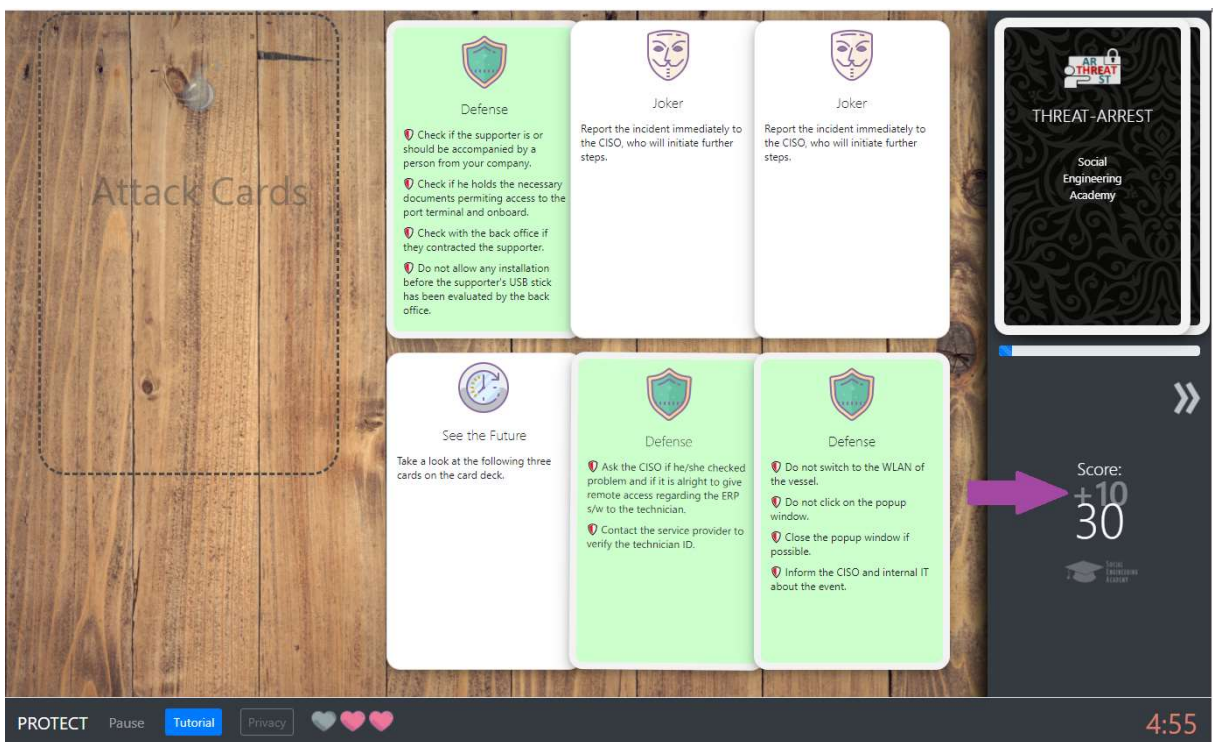 Attack Cards
Defense
Check if the supporter is or
should be accompanied by a
person from your company.
Check if he holds the necessary
documents permiting access to the
port terminal and onboard.
Check with the back office if
they contracted the supporter.
Do not allow any installation
before the supporter's USB stick
has been evaluated by the back
office.
Joker
Report the incident immediately to
the CISO, who will initiate further
steps.
Joker
Report the incident immediately to
the CISO, who will initiate further
steps.
See the Future
Take a look at the following three
cards on the card deck.
Defense
Ask the CISO if he/she checked
problem and if it is alright to give
remote access regarding the ERP
s/w to the technician.
Contact the service provider to
verify the technician ID.
Defense
Do not switch to the WLAN of
the vessel.
Do not click on the popup
window.
Close the popup window if
possible.
Inform the CISO and internal IT
about the event.
AR
THREAT
ST
THREAT-ARREST
Social
Engineering
Academy
»
Score:
+10
30
Social
Engineering
Academy
PROTECT Pause Tutorial Privacy 4:55